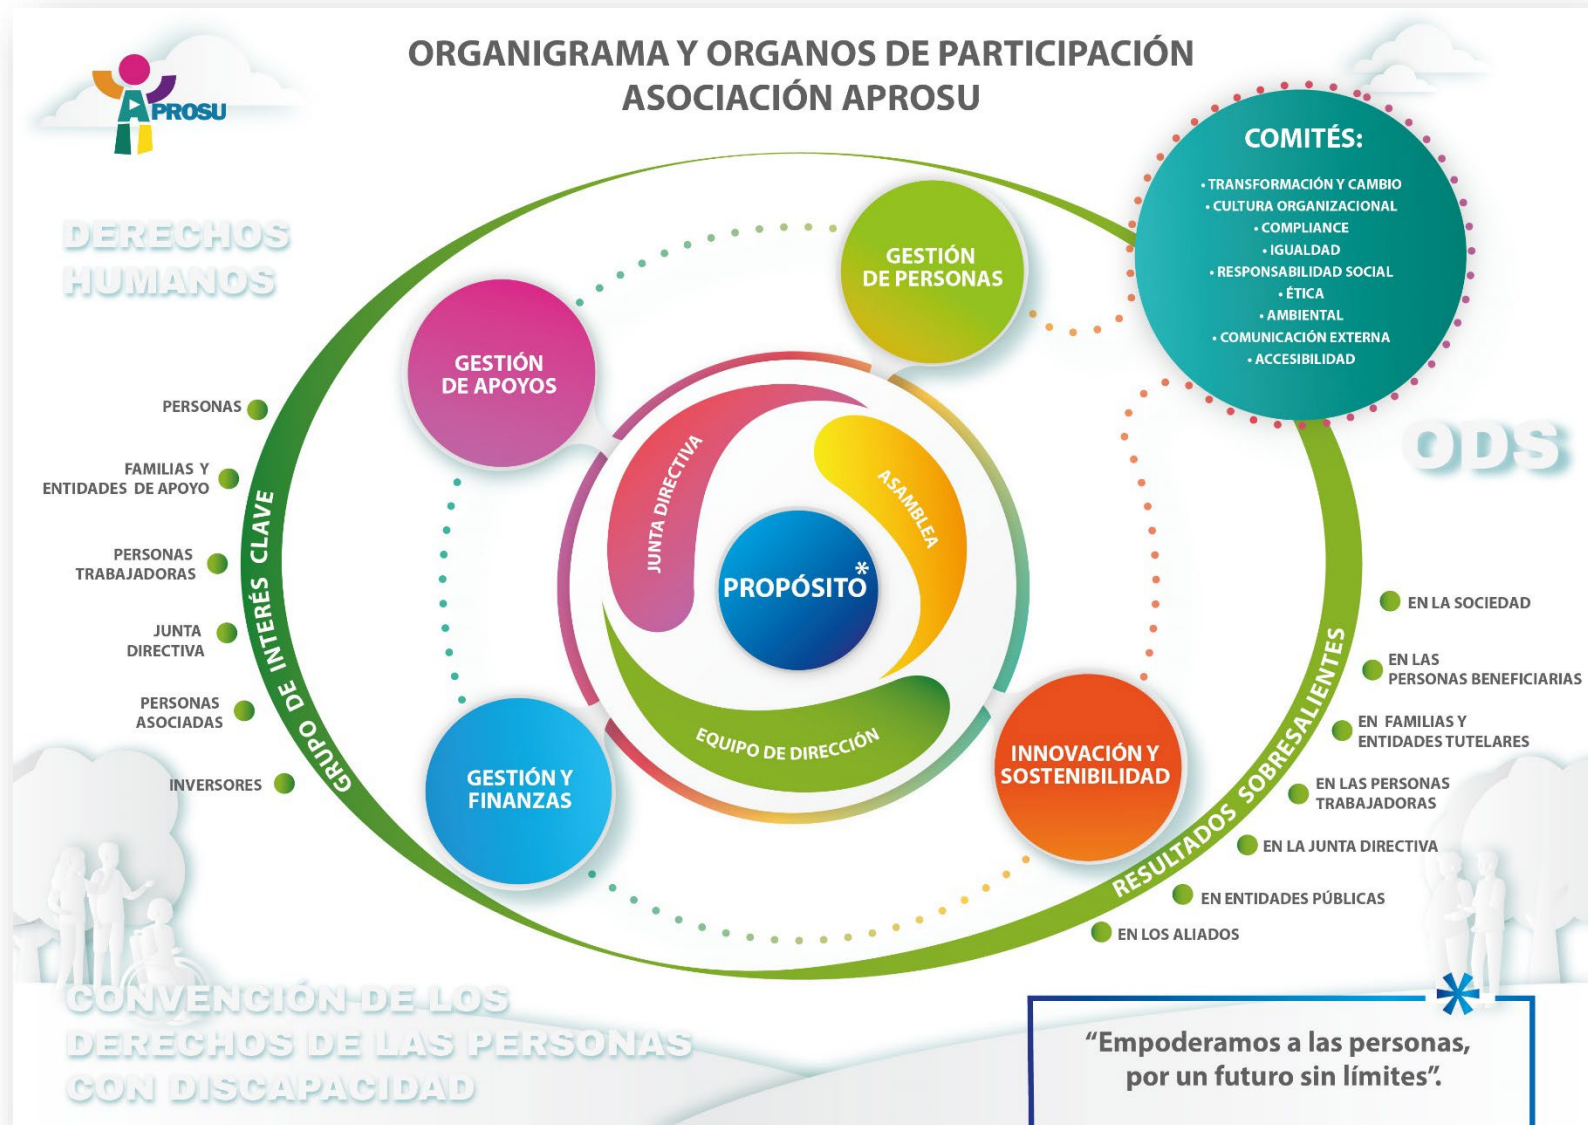 ORGANIGRAMA Y ORGANOS DE PARTICIPACIÓN
ASOCIACIÓN APROSU
APROSU
DERECHOS
HUMANOS
COMITÉS:
• TRANSFORMACIÓN Y CAMBIO
• CULTURA ORGANIZACIONAL
• COMPLIANCE
• IGUALDAD
• RESPONSABILIDAD SOCIAL
• ÉTICA
• AMBIENTAL
• COMUNICACIÓN EXTERNA
• ACCESIBILIDAD
GESTIÓN
DE PERSONAS
GESTIÓN
DE APOYOS
GRUPO DE INTERÉS CLAVE
PERSONAS
FAMILIAS Y
ENTIDADES DE APOYO
PERSONAS
TRABAJADORAS
JUNTA
DIRECTIVA
PERSONAS
ASOCIADAS
INVERSORES
JUNTA DIRECTIVA
ASAMBLEA
PROPÓSITO*
EQUIPO DE DIRECCIÓN
GESTIÓN Y
FINANZAS
INNOVACIÓN Y
SOSTENIBILIDAD
ODS
RESULTADOS SOBRESALIENTES
EN LA SOCIEDAD
EN LAS
PERSONAS BENEFICIARIAS
EN FAMILIAS Y
ENTIDADES TUTELARES
EN LAS PERSONAS
TRABAJADORAS
EN LA JUNTA DIRECTIVA
EN ENTIDADES PÚBLICAS
EN LOS ALIADOS
CONVENCIÓN DE LOS
DERECHOS DE LAS PERSONAS
CON DISCAPACIDAD
*
“Empoderamos a las personas,
por un futuro sin límites”.